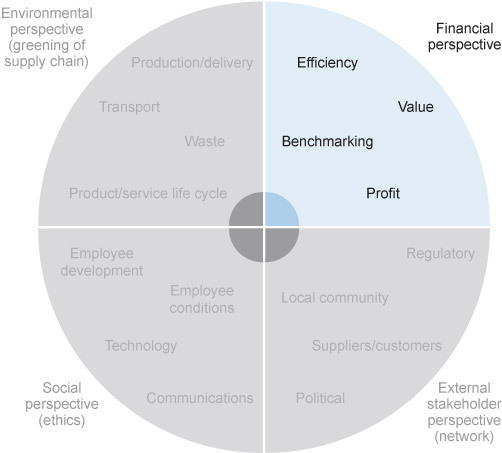 Environmental
perspective
(greening of
supply chain)
Production/delivery
Transport
Waste
Product/service life cycle
Financial
perspective
Efficiency
Value
Benchmarking
Profit
Employee
development
Employee
conditions
Technology
Communications
Social
perspective
(ethics)
Regulatory
Local community
Suppliers/customers
Political
External
stakeholder
perspective
(network)